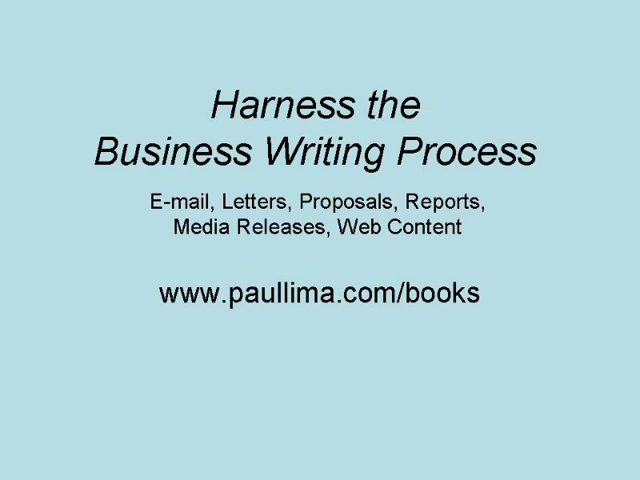 Harness the
Business Writing Process
E-mail, Letters, Proposals, Reports,
Media Releases, Web Content
www.paullima.com/books